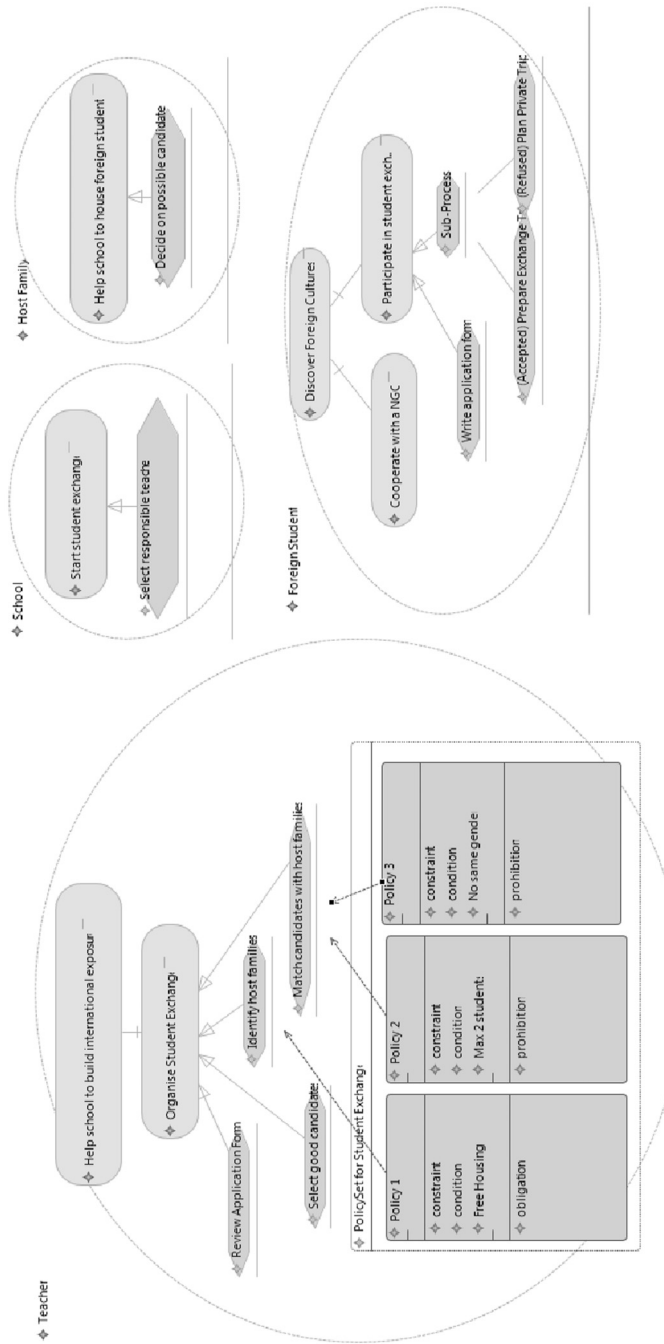 Teacher
Help school to build international exposur
Organise Student Exchang
Review Application Form
Select good candidate
Identify host families
Match candidates with host families
PolicySet for Student Exchang
Policy 1
constraint
condition
Free Housing
obligation
Policy 2
constraint
condition
Max 2 student
prohibition
Policy 3
constraint
condition
No same gende
prohibition
School
Start student exchang
Select responsible teache
Host Family
Help school to house foreign student
Decide on possible candidate
Foreign Student
Discover Foreign Cultures
Cooperate with a NGC
Participate in student exch..
Write application form
Sub-Process
(Accepted) Prepare Exchange T
(Refused) Plan Private Trip